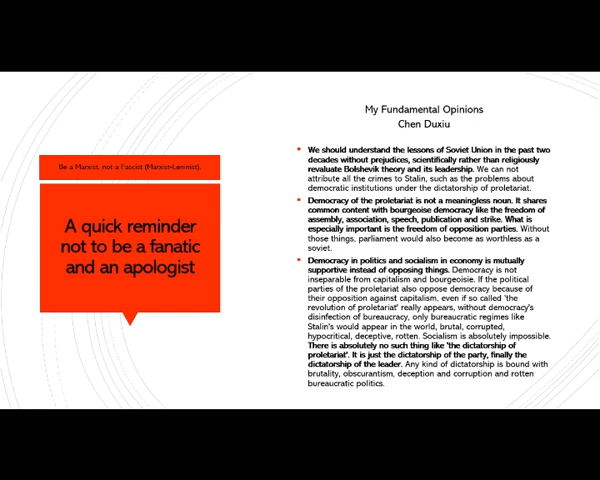 Be a Marxist, not a Fascist (Marxist-Leninist).
A quick reminder
not to be a fanatic
and an apologist
My Fundamental Opinions
Chen Duxiu
We should understand the lessons of Soviet Union in the past two
decades without prejudices, scientifically rather than religiously
revaluate Bolshevik theory and its leadership. We can not
attribute all the crimes to Stalin, such as the problems about
democratic institutions under the dictatorship of proletariat.
Democracy of the proletariat is not a meaningless noun. It shares
common content with bourgeoise democracy like the freedom of
assembly, association, speech, publication and strike. What is
especially important is the freedom of opposition parties. Without
those things, parliament would also become as worthless as a
soviet.
Democracy in politics and socialism in economy is mutually
supportive instead of opposing things. Democracy is not
inseparable from capitalism and bourgeoisie. If the political
parties of the proletariat also oppose democracy because of
their opposition against capitalism, even if so called 'the
revolution of proletariat' really appears, without democracy's
disinfection of bureaucracy, only bureaucratic regimes like
Stalin's would appear in the world, brutal, corrupted,
hypocritical, deceptive, rotten. Socialism is absolutely impossible.
There is absolutely no such thing like 'the dictatorship of
proletariat'. It is just the dictatorship of the party, finally the
dictatorship of the leader. Any kind of dictatorship is bound with
brutality, obscurantism, deception and corruption and rotten
bureaucratic politics.